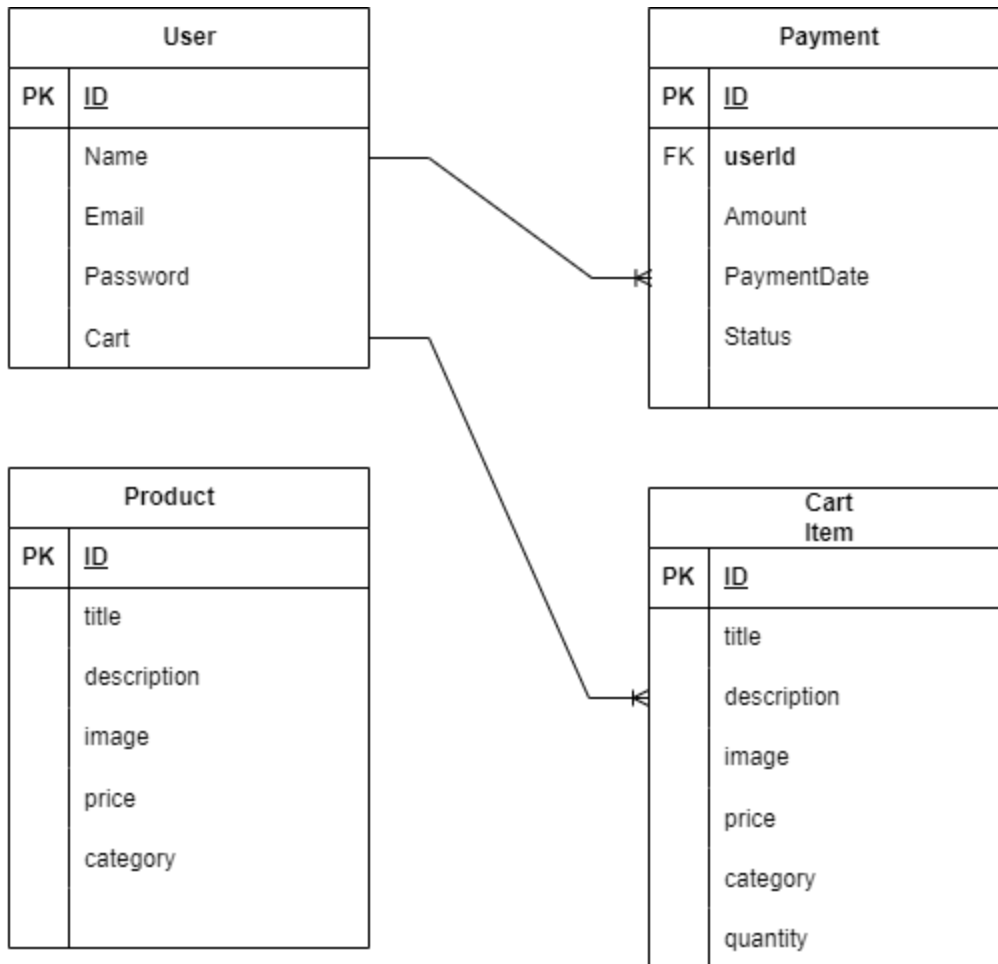 User
PK ID
Name
Email
Password
Cart
Payment
PK ID
FK userId
Amount
PaymentDate
Status
Product
PK ID
title
description
image
price
category
Cart
Item
PK ID
title
description
image
price
category
quantity